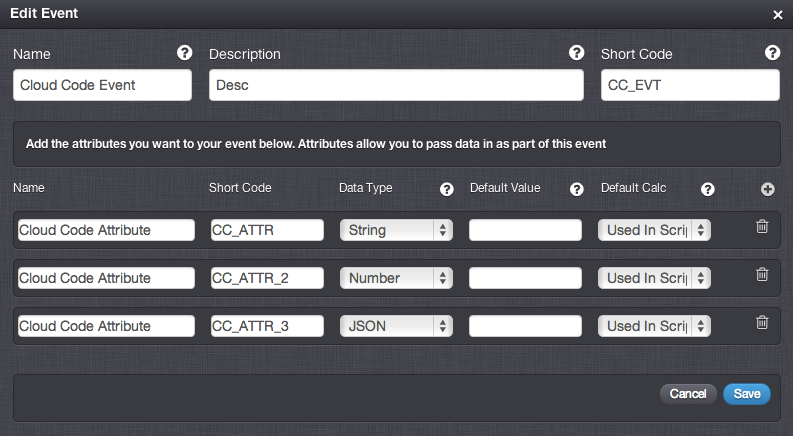 Edit Event ×
Name ? Description ? Short Code ?
Cloud Code Event Desc CC_EVT
Add the attributes you want to your event below. Attributes allow you to pass data in as part of this event
Name Short Code Data Type ? Default Value ? Default Calc ?
Cloud Code Attribute CC_ATTR String Used In Scrip
Cloud Code Attribute CC_ATTR_2 Number Used In Scrip
Cloud Code Attribute CC_ATTR_3 JSON Used In Scrip
Cancel Save